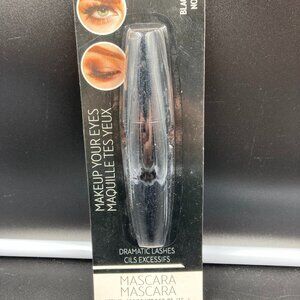 MAKEUP YOUR EYES
MAQUILLE TES YEUX
DRAMATIC LASHES
CILS EXCESSIFS
MASCARA
MASCARA